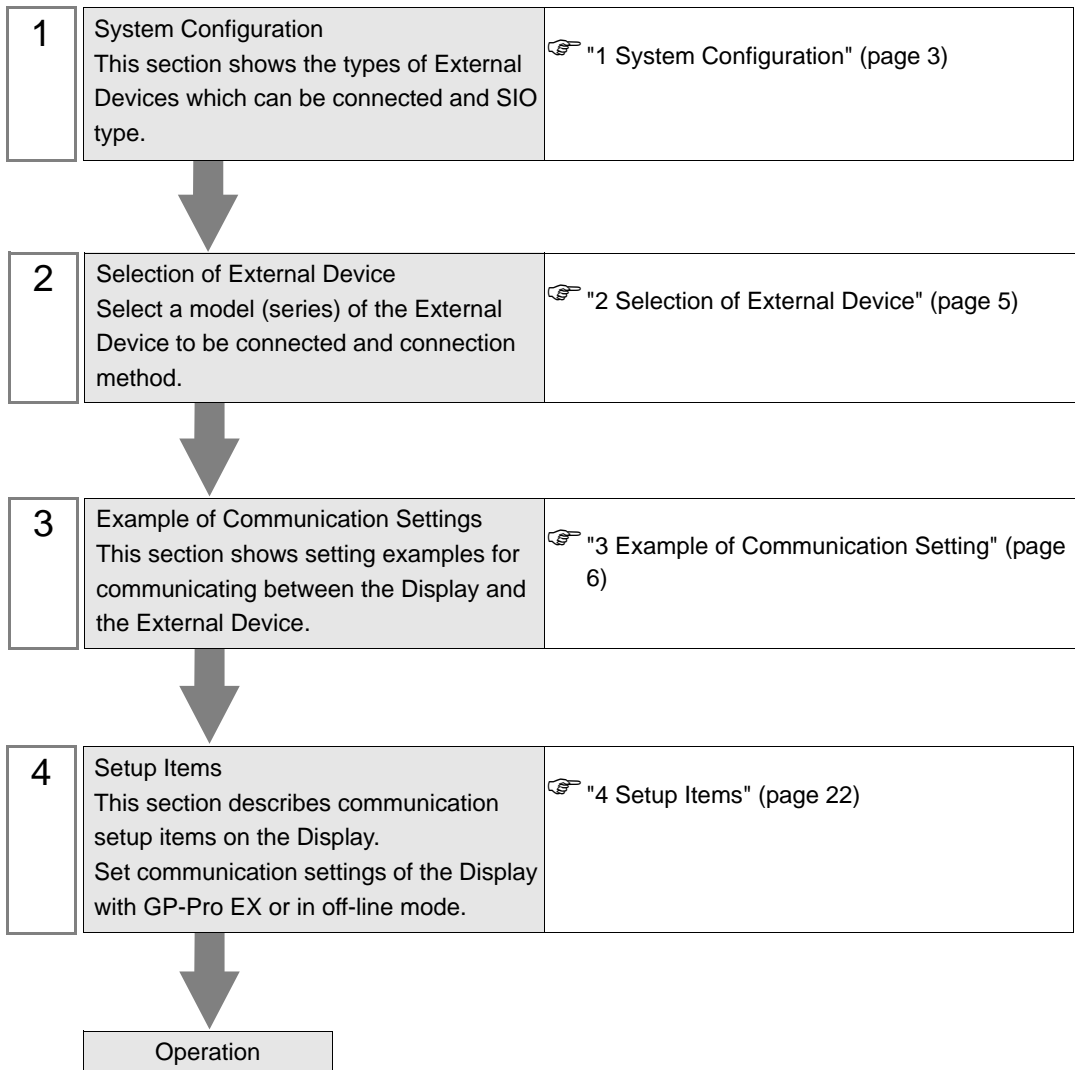 1
System Configuration
This section shows the types of External
Devices which can be connected and SIO
type.
"1 System Configuration" (page 3)
2
Selection of External Device
Select a model (series) of the External
Device to be connected and connection
method.
"2 Selection of External Device" (page 5)
3
Example of Communication Settings
This section shows setting examples for
communicating between the Display and
the External Device.
"3 Example of Communication Setting" (page
6)
4
Setup Items
This section describes communication
setup items on the Display.
Set communication settings of the Display
with GP-Pro EX or in off-line mode.
"4 Setup Items" (page 22)
Operation